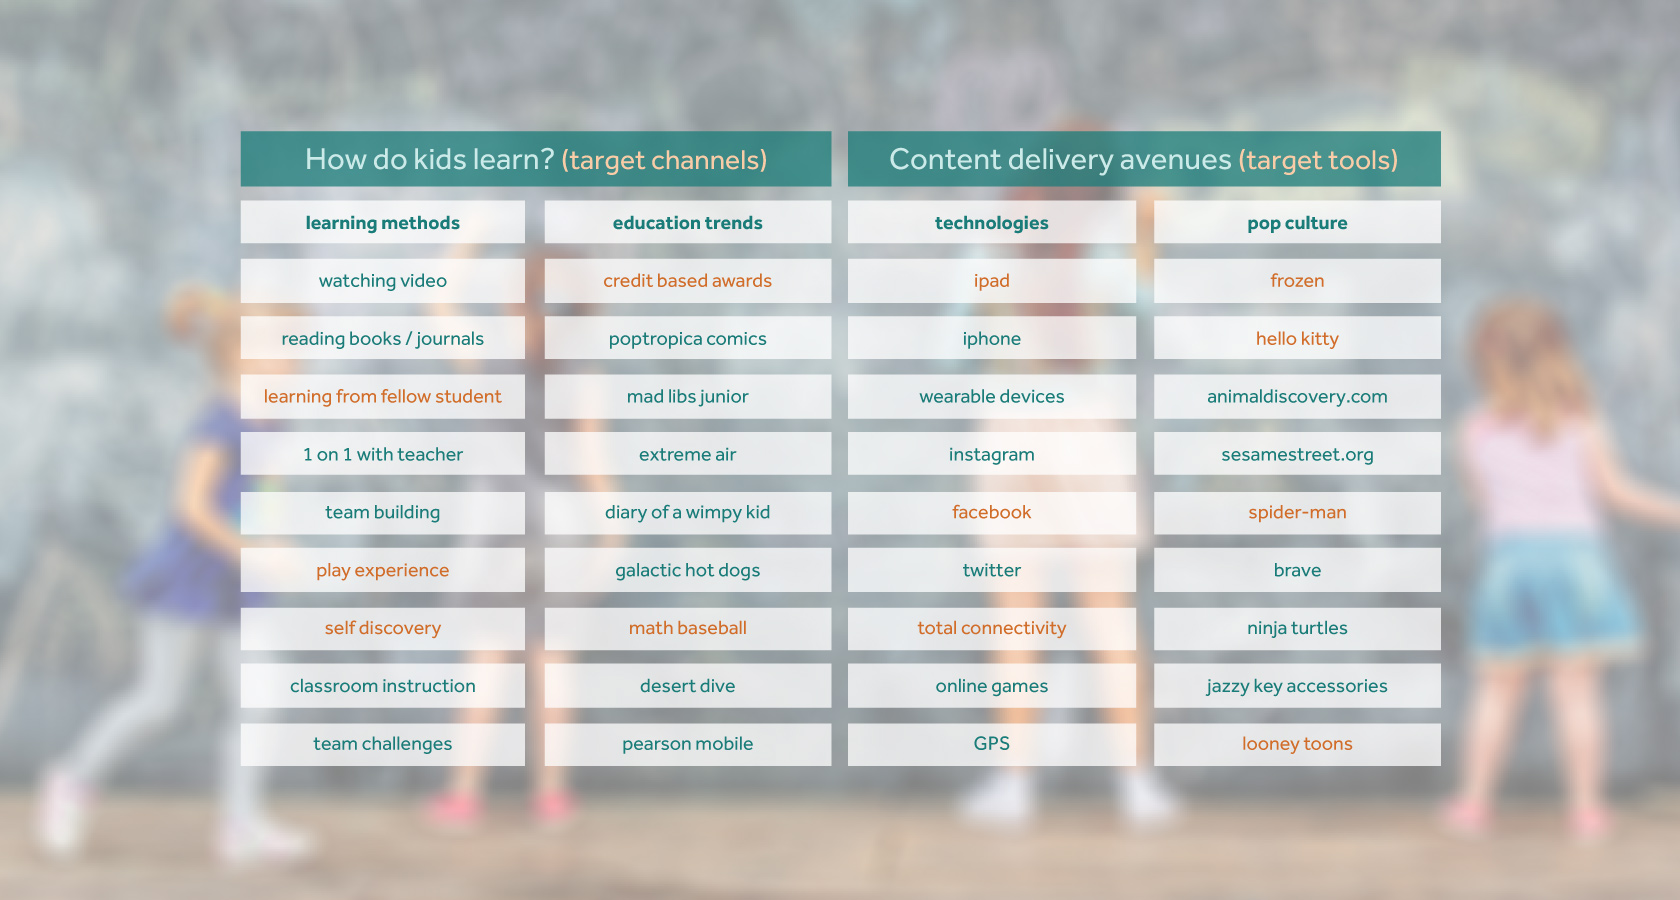 How do kids learn? (target channels)
Content delivery avenues (target tools)
learning methods
education trends
technologies
pop culture
watching video
credit based awards
ipad
frozen
reading books / journals
poptropica comics
iphone
hello kitty
learning from fellow student
mad libs junior
wearable devices
animaldiscovery.com
1 on 1 with teacher
extreme air
instagram
sesamestreet.org
team building
diary of a wimpy kid
facebook
spider-man
play experience
galactic hot dogs
twitter
brave
self discovery
math baseball
total connectivity
ninja turtles
classroom instruction
desert dive
online games
jazzy key accessories
team challenges
pearson mobile
GPS
looney toons